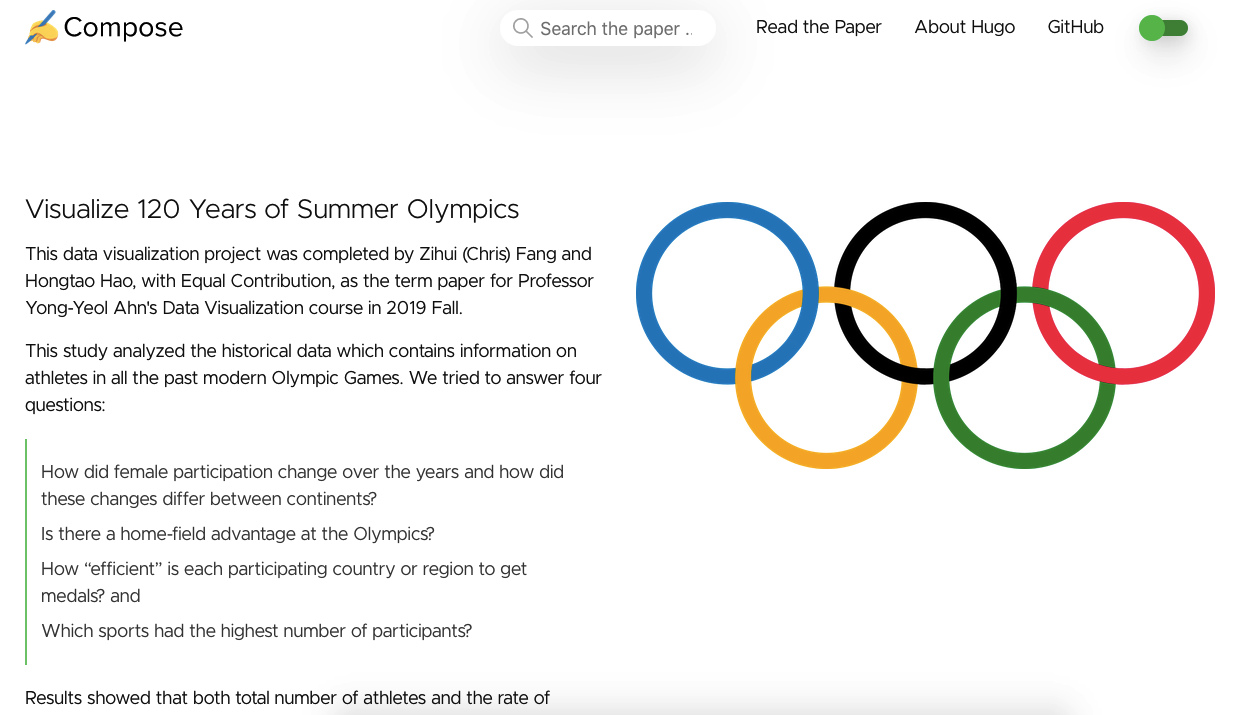 Compose
Search the paper ..
Read the Paper
About Hugo
GitHub
Visualize 120 Years of Summer Olympics
This data visualization project was completed by Zihui (Chris) Fang and
Hongtao Hao, with Equal Contribution, as the term paper for Professor
Yong-Yeol Ahn's Data Visualization course in 2019 Fall.
This study analyzed the historical data which contains information on
athletes in all the past modern Olympic Games. We tried to answer four
questions:
How did female participation change over the years and how did
these changes differ between continents?
Is there a home-field advantage at the Olympics?
How “efficient” is each participating country or region to get
medals? and
Which sports had the highest number of participants?
Results showed that both total number of athletes and the rate of